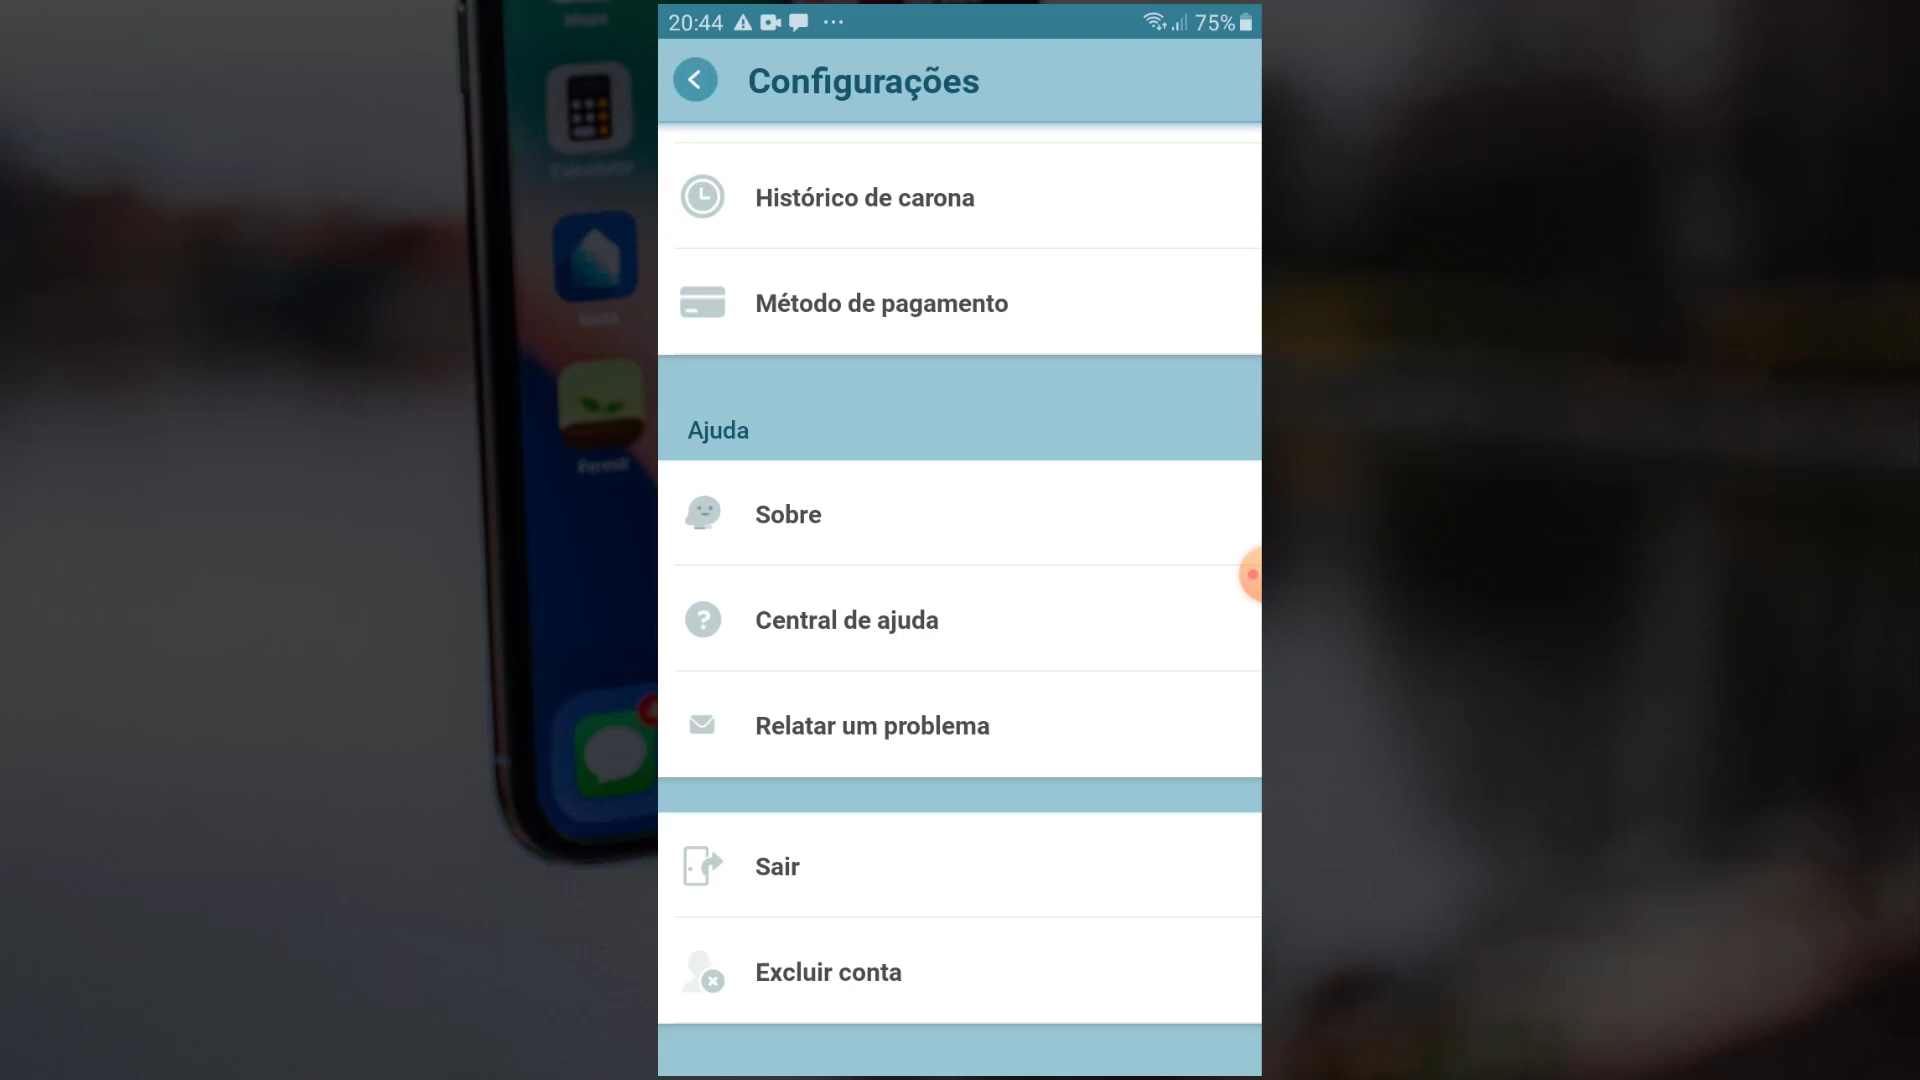 20:44 ... 75%
Configurações
Histórico de carona
Método de pagamento
Ajuda
Sobre
Central de ajuda
Relatar um problema
Sair
Excluir conta